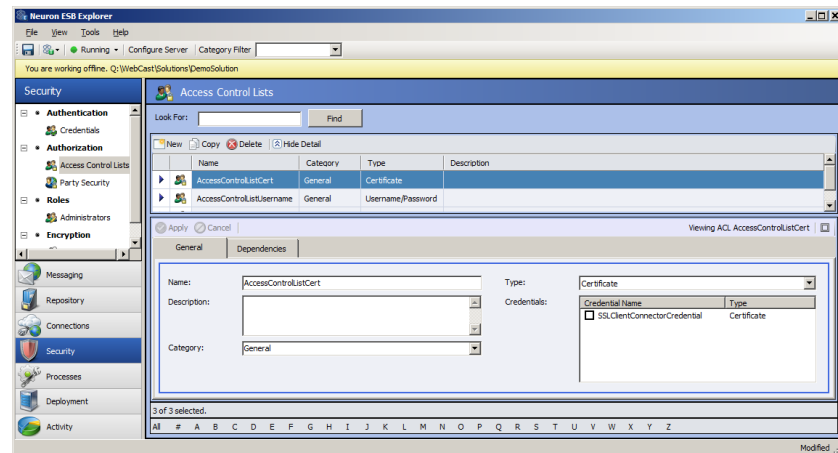 Neuron ESB Explorer
File View Tools Help
Running Configure Server Category Filter
You are working offline. Q:\WebCast\Solutions\DemoSolution
Security
Access Control Lists
Authentication
Credentials
Authorization
Access Control Lists
Party Security
Roles
Administrators
Encryption
Look For: Find
New Copy Delete Hide Detail
Name Category Type Description
AccessControlListCert General Certificate
AccessControlListUsername General Username/Password
Apply Cancel Viewing ACL AccessControlListCert
General Dependencies
Name: AccessControlListCert
Description:
Category: General
Type: Certificate
Credentials: Credential Name Type
SSLClientConnectorCredential Certificate
Messaging
Repository
Connections
Security
Processes
Deployment
Activity
3 of 3 selected.
All # A B C D E F G H I J K L M N O P Q R S T U V W X Y Z
Modified